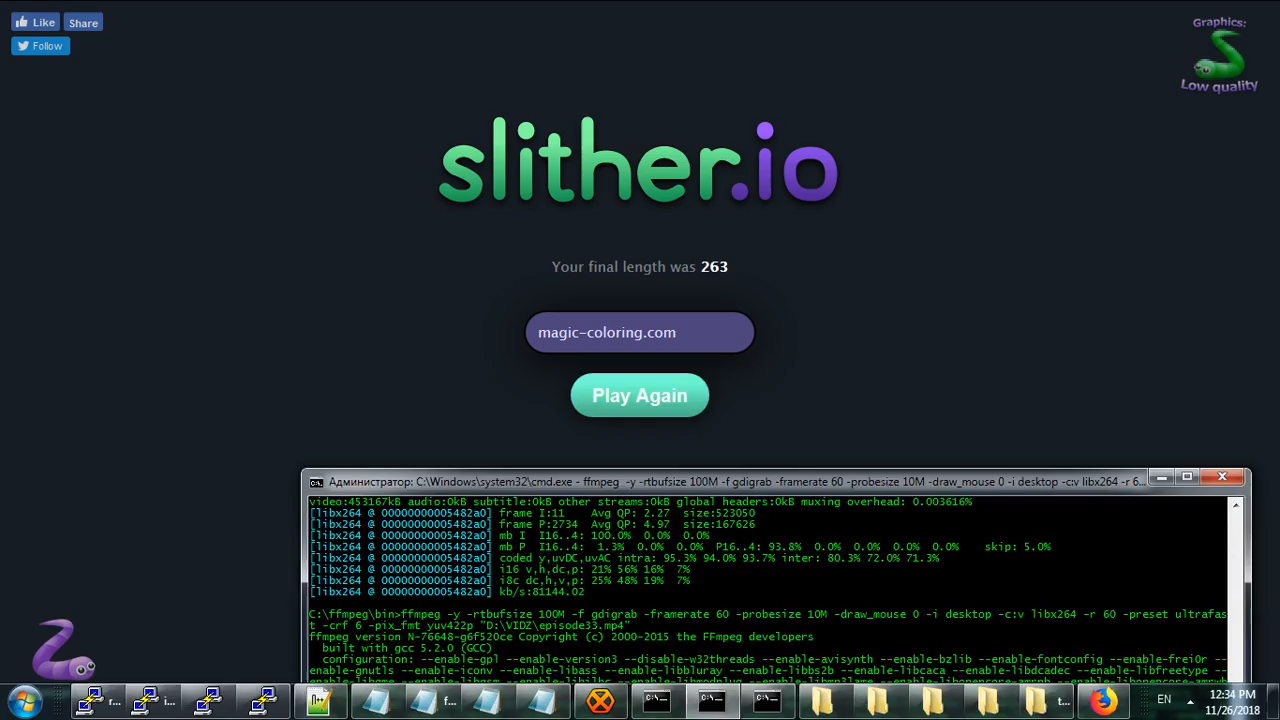 Like Share
Follow
Graphics:
Low quality
slither.io
Your final length was 263
magic-coloring.com
Play Again
Администратор: C:\Windows\system32\cmd.exe - ffmpeg -y -rtbufsize 100M -f gdigrab -framerate 60 -probesize 10M -draw_mouse 0 -i desktop -c:v libx264 -r 6...
video:453167kB audio:0kB subtitle:0kB other streams:0kB global headers:0kB muxing overhead: 0.003616%
[libx264 @ 00000000005482a0] frame I:11 Avg QP: 2.27 size:523050
[libx264 @ 00000000005482a0] frame P:2734 Avg QP: 4.97 size:167626
[libx264 @ 00000000005482a0] mb I I16..4: 100.0% 0.0% 0.0%
[libx264 @ 00000000005482a0] mb P I16..4: 1.3% 0.0% 0.0% P16..4: 93.8% 0.0% 0.0% 0.0% 0.0% skip: 5.0%
[libx264 @ 00000000005482a0] coded y,uvDC,uvAC intra: 95.3% 94.0% 93.7% inter: 80.3% 72.0% 71.3%
[libx264 @ 00000000005482a0] i16 v,h,dc,p: 21% 56% 16% 7%
[libx264 @ 00000000005482a0] i8c dc,h,v,p: 25% 48% 19% 7%
[libx264 @ 00000000005482a0] kb/s:81144.02
C:\ffmpeg\bin>ffmpeg -y -rtbufsize 100M -f gdigrab -framerate 60 -probesize 10M -draw_mouse 0 -i desktop -c:v libx264 -r 60 -preset ultrafas
t -crf 6 -pix_fmt yuv422p "D:\VIDZ\episode33.mp4"
ffmpeg version N-76648-g6f520ce Copyright (c) 2000-2015 the FFmpeg developers
built with gcc 5.2.0 (GCC)
configuration: --enable-gpl --enable-version3 --disable-w32threads --enable-avisynth --enable-bzlib --enable-fontconfig --enable-frei0r --
enable-gnutls --enable-iconv --enable-libass --enable-libbluray --enable-libbs2b --enable-libcaca --enable-libdcadec --enable-libfreetype --
f... i... f... t... EN 12:34 PM
11/26/2018